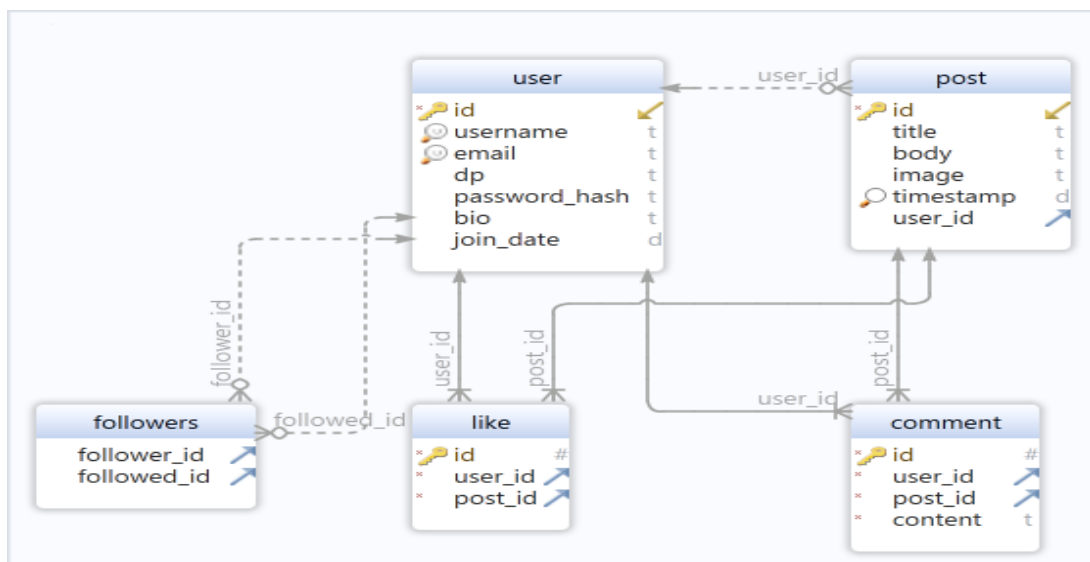 user
id
username t
email t
dp t
password_hash t
bio t
join_date d
user_id
post
id
title t
body t
image t
timestamp d
user_id
follower_id
followed_id
user_id
post_id
user_id
post_id
followers
follower_id
followed_id
like
id #
user_id
post_id
comment
id #
user_id
post_id
content t